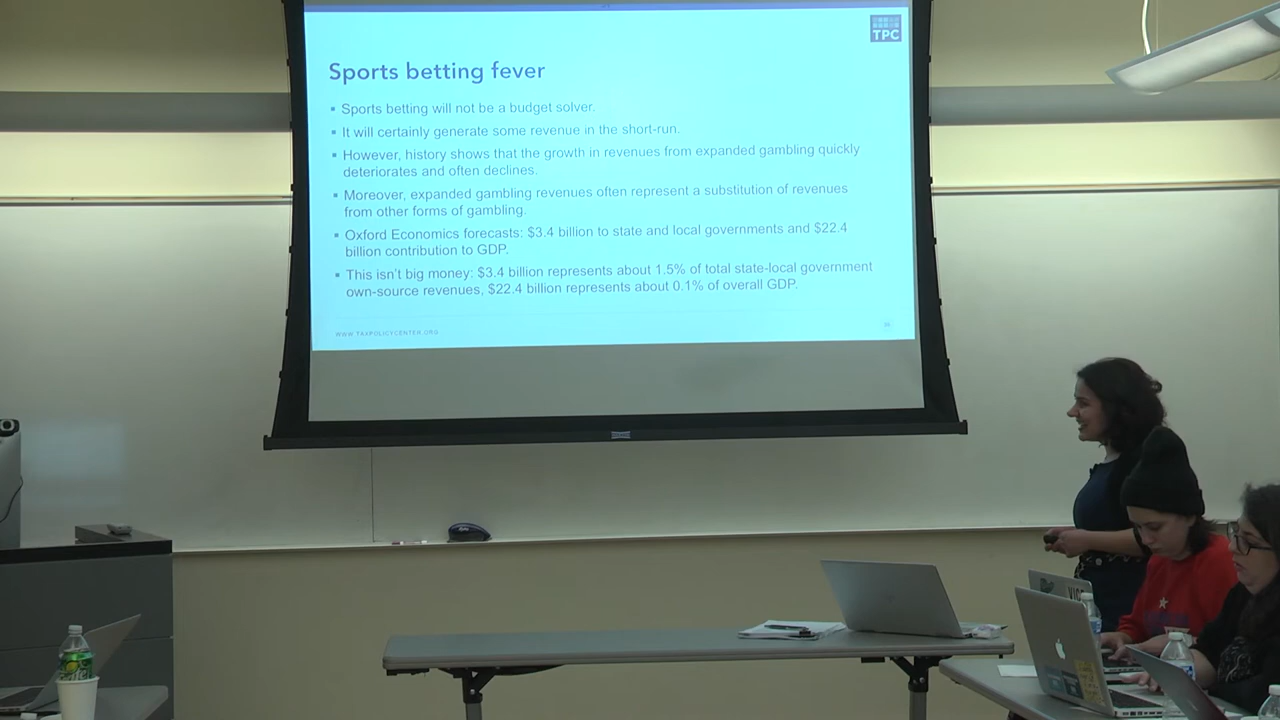 TPC
Sports betting fever
▪ Sports betting will not be a budget solver.
▪ It will certainly generate some revenue in the short-run.
▪ However, history shows that the growth in revenues from expanded gambling quickly
deteriorates and often declines.
▪ Moreover, expanded gambling revenues often represent a substitution of revenues
from other forms of gambling.
▪ Oxford Economics forecasts: $3.4 billion to state and local governments and $22.4
billion contribution to GDP.
▪ This isn't big money: $3.4 billion represents about 1.5% of total state-local government
own-source revenues, $22.4 billion represents about 0.1% of overall GDP.
WWW.TAXPOLICYCENTER.ORG